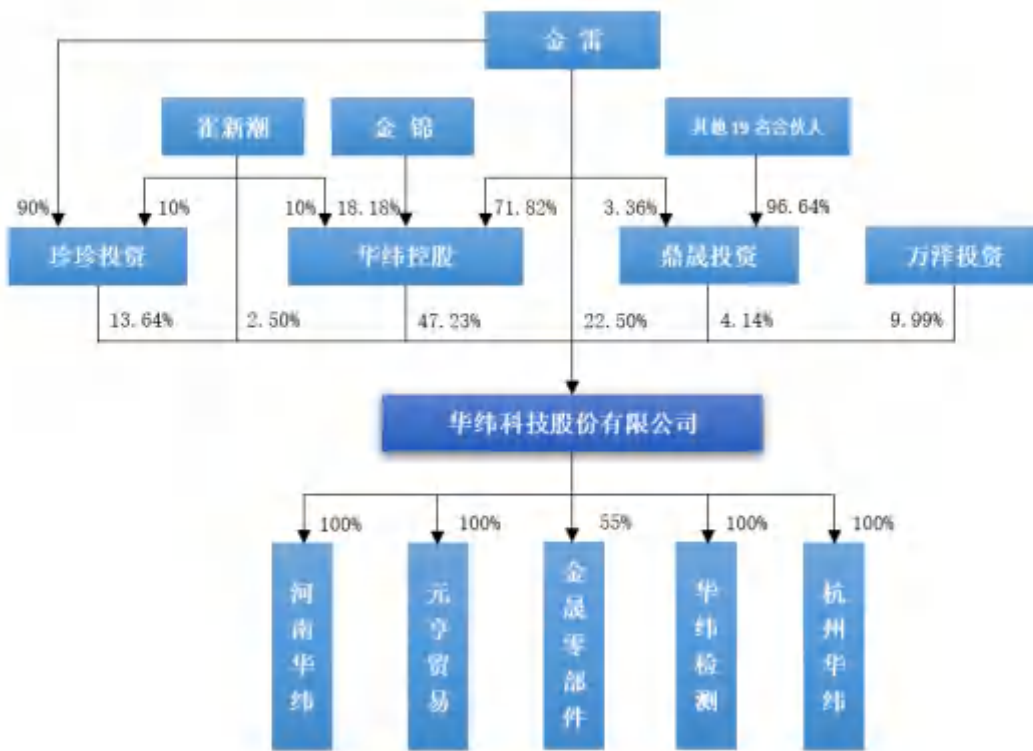 金 雷
崔新潮
金 锦
其他 19 名合伙人
90%
10%
10%
18.18%
71.82%
3.36%
96.64%
珍珍投资
华纬控股
鼎晟投资
万泽投资
13.64%
2.50%
47.23%
22.50%
4.14%
9.99%
华纬科技股份有限公司
100%
100%
55%
100%
100%
河南华纬
元亨贸易
金晟零部件
华纬检测
杭州华纬